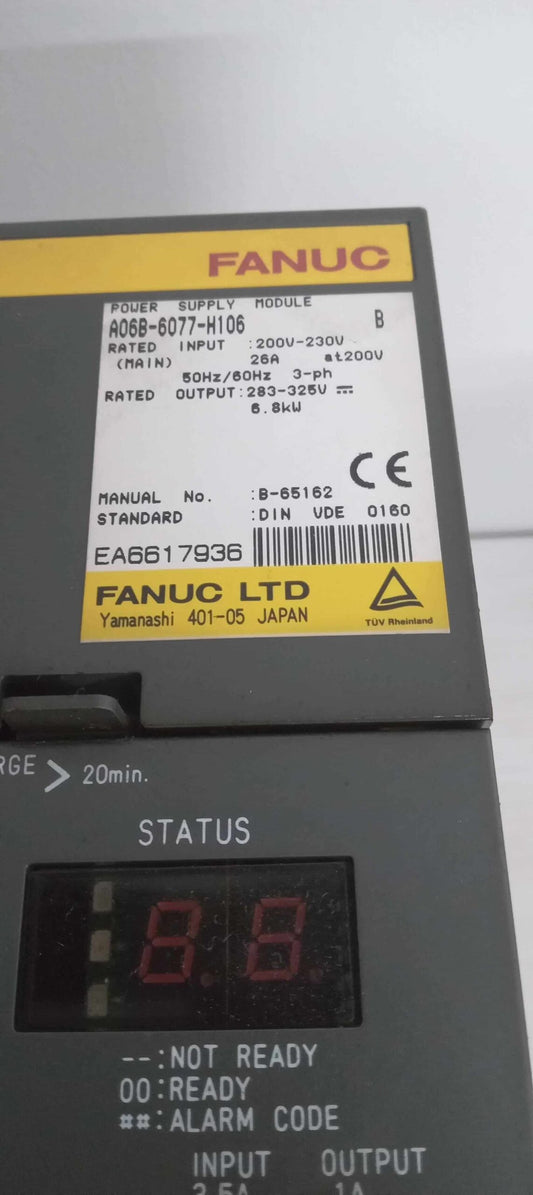 FANUC
POWER SUPPLY MODULE
A06B-6077-H106 B
RATED INPUT :200V-230V
(MAIN) 26A at200V
50Hz/60Hz 3-ph
RATED OUTPUT:283-325V ⎓
6.8kW
CE
MANUAL No. :B-65162
STANDARD :DIN VDE 0160
EA6617936
FANUC LTD
Yamanashi 401-05 JAPAN
TÜV Rheinland
> 20min.
STATUS
8.8.
--:NOT READY
00:READY
##:ALARM CODE
INPUT OUTPUT